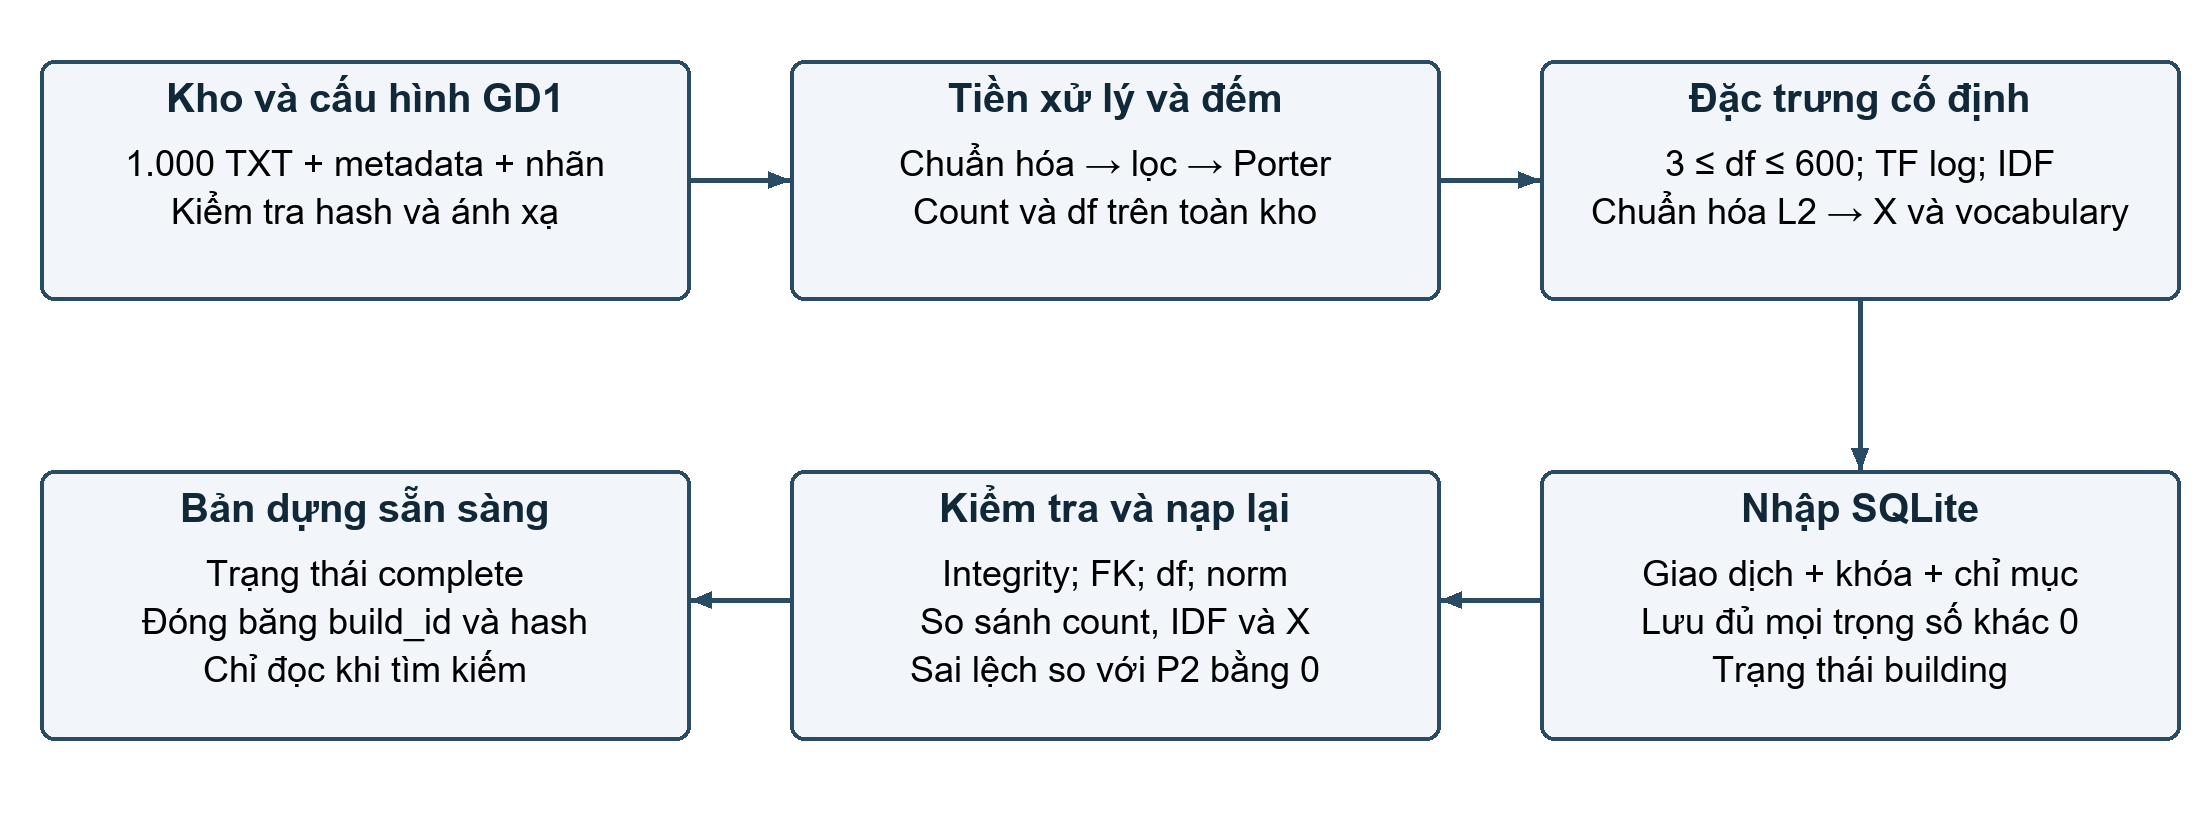 Kho và cấu hình GD1
1.000 TXT + metadata + nhãn
Kiểm tra hash và ánh xạ
Tiền xử lý và đếm
Chuẩn hóa → lọc → Porter
Count và df trên toàn kho
Đặc trưng cố định
3 ≤ df ≤ 600; TF log; IDF
Chuẩn hóa L2 → X và vocabulary
Nhập SQLite
Giao dịch + khóa + chỉ mục
Lưu đủ mọi trọng số khác 0
Trạng thái building
Kiểm tra và nạp lại
Integrity; FK; df; norm
So sánh count, IDF và X
Sai lệch so với P2 bằng 0
Bản dựng sẵn sàng
Trạng thái complete
Đóng băng build_id và hash
Chỉ đọc khi tìm kiếm